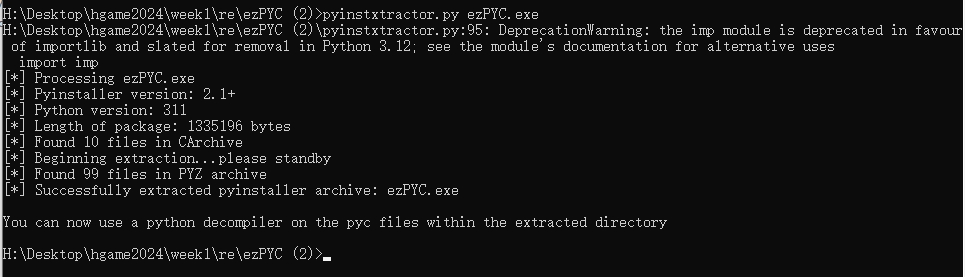 H:\Desktop\hgame2024\week1\re\ezPYC (2)>pyinstxtractor.py ezPYC.exe
H:\Desktop\hgame2024\week1\re\ezPYC (2)\pyinstxtractor.py:95: DeprecationWarning: the imp module is deprecated in favour
 of importlib and slated for removal in Python 3.12; see the module's documentation for alternative uses
  import imp
[*] Processing ezPYC.exe
[*] Pyinstaller version: 2.1+
[*] Python version: 311
[*] Length of package: 1335196 bytes
[*] Found 10 files in CArchive
[*] Beginning extraction...please standby
[*] Found 99 files in PYZ archive
[*] Successfully extracted pyinstaller archive: ezPYC.exe
You can now use a python decompiler on the pyc files within the extracted directory
H:\Desktop\hgame2024\week1\re\ezPYC (2)>